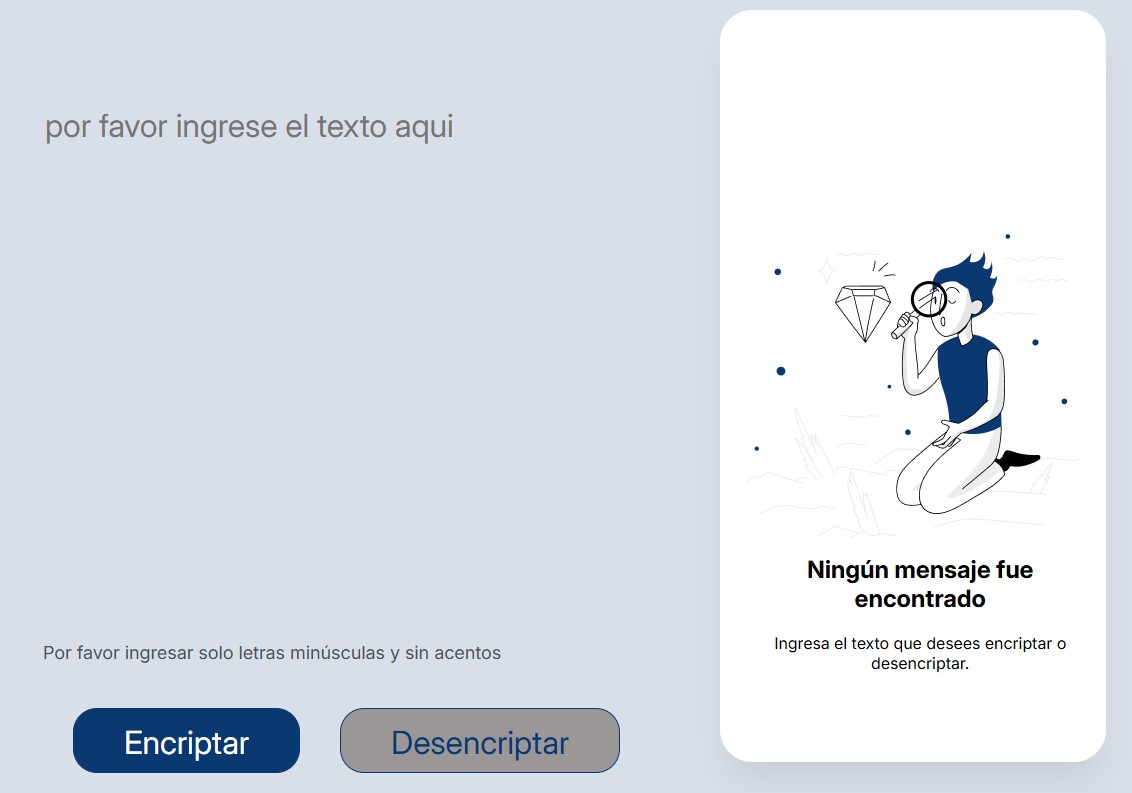 por favor ingrese el texto aqui
Por favor ingresar solo letras minúsculas y sin acentos
Encriptar
Desencriptar
Ningún mensaje fue
encontrado
Ingresa el texto que desees encriptar o
desencriptar.